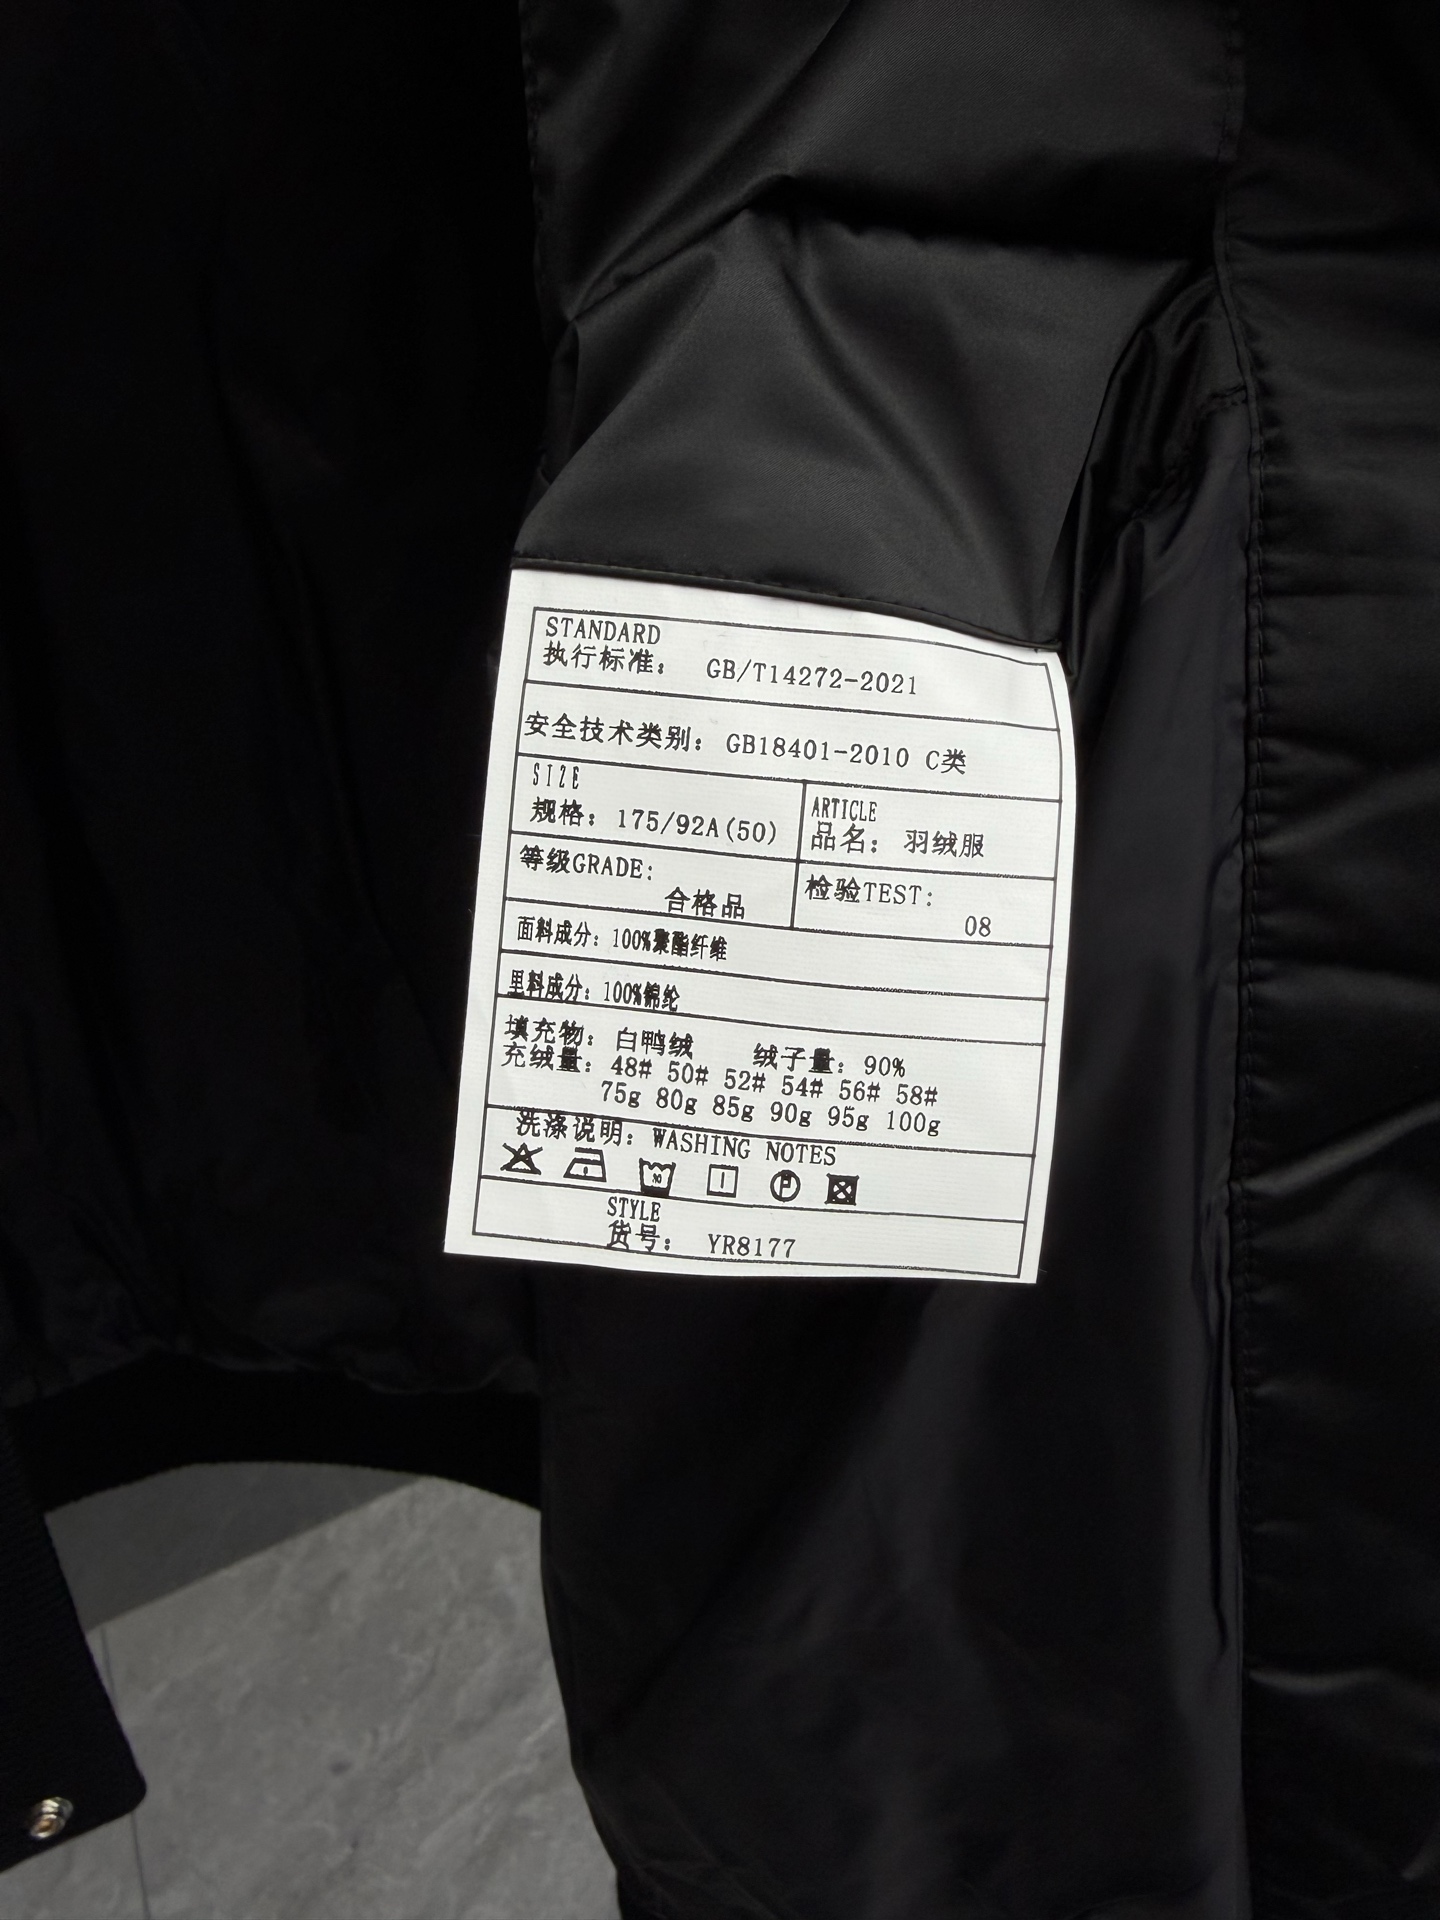 STANDARD
执行标准： GB/T14272-2021
安全技术类别：GB18401-2010 C类
SIZE
规格：175/92A(50)
ARTICLE
品名：羽绒服
等级GRADE:
合格品
检验TEST:
08
面料成分：100%聚酯纤维
里料成分：100%锦纶
填充物：白鸭绒 绒子量：90%
充绒量：48# 50# 52# 54# 56# 58#
75g 80g 85g 90g 95g 100g
洗涤说明：WASHING NOTES
P
STYLE
货号： YR8177